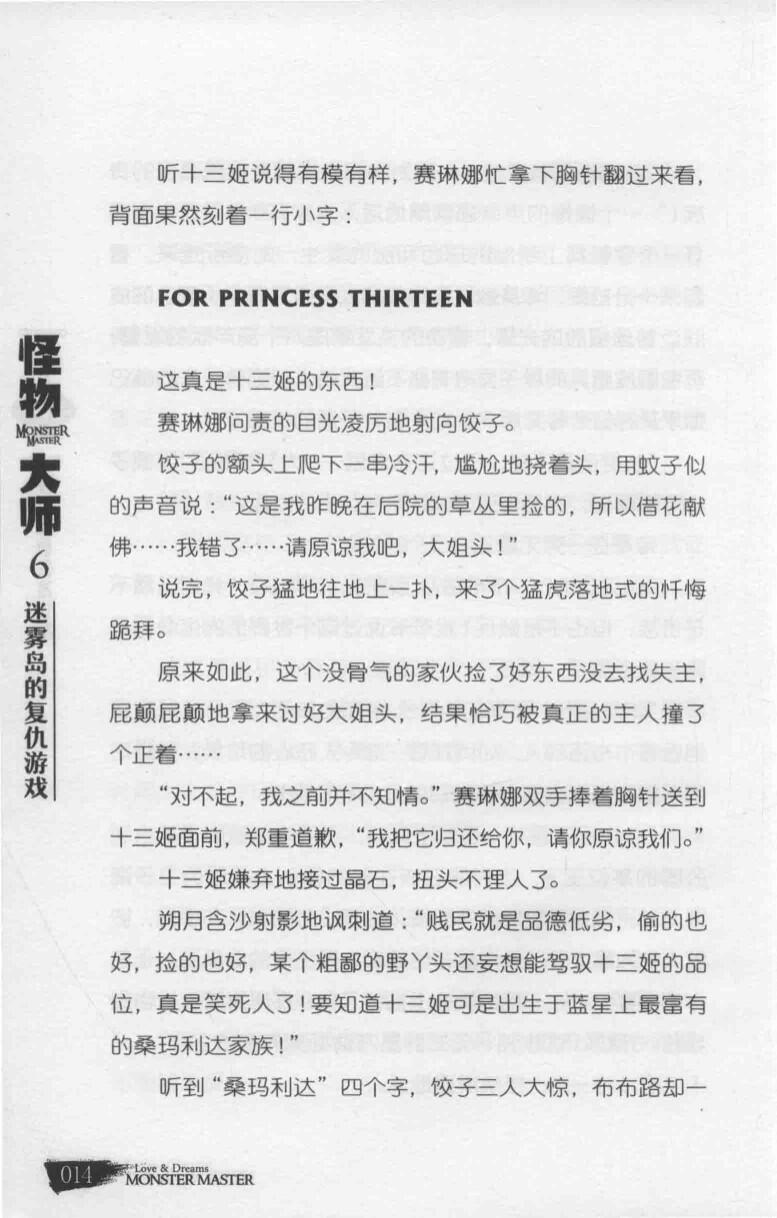 听十三姬说得有模有样，赛琳娜忙拿下胸针翻过来看，
背面果然刻着一行小字：
FOR PRINCESS THIRTEEN
这真是十三姬的东西！
赛琳娜问责的目光凌厉地射向饺子。
饺子的额头上爬下一串冷汗，尴尬地挠着头，用蚊子似
的声音说：“这是我昨晚在后院的草丛里捡的，所以借花献
佛……我错了……请原谅我吧，大姐头！”
说完，饺子猛地往地上一扑，来了个猛虎落地式的忏悔
跪拜。
原来如此，这个没骨气的家伙捡了好东西没去找失主，
屁颠屁颠地拿来讨好大姐头，结果恰巧被真正的主人撞了
个正着……
“对不起，我之前并不知情。”赛琳娜双手捧着胸针送到
十三姬面前，郑重道歉，“我把它归还给你，请你原谅我们。”
十三姬嫌弃地接过晶石，扭头不理人了。
朔月含沙射影地讽刺道：“贱民就是品德低劣，偷的也
好，捡的也好，某个粗鄙的野丫头还妄想能驾驭十三姬的品
位，真是笑死人了！要知道十三姬可是出生于蓝星上最富有
的桑玛利达家族！”
听到“桑玛利达”四个字，饺子三人大惊，布布路却一
怪物
MONSTER
MASTER
大师
6
迷雾岛的复仇游戏
014
Love & Dreams
MONSTER MASTER